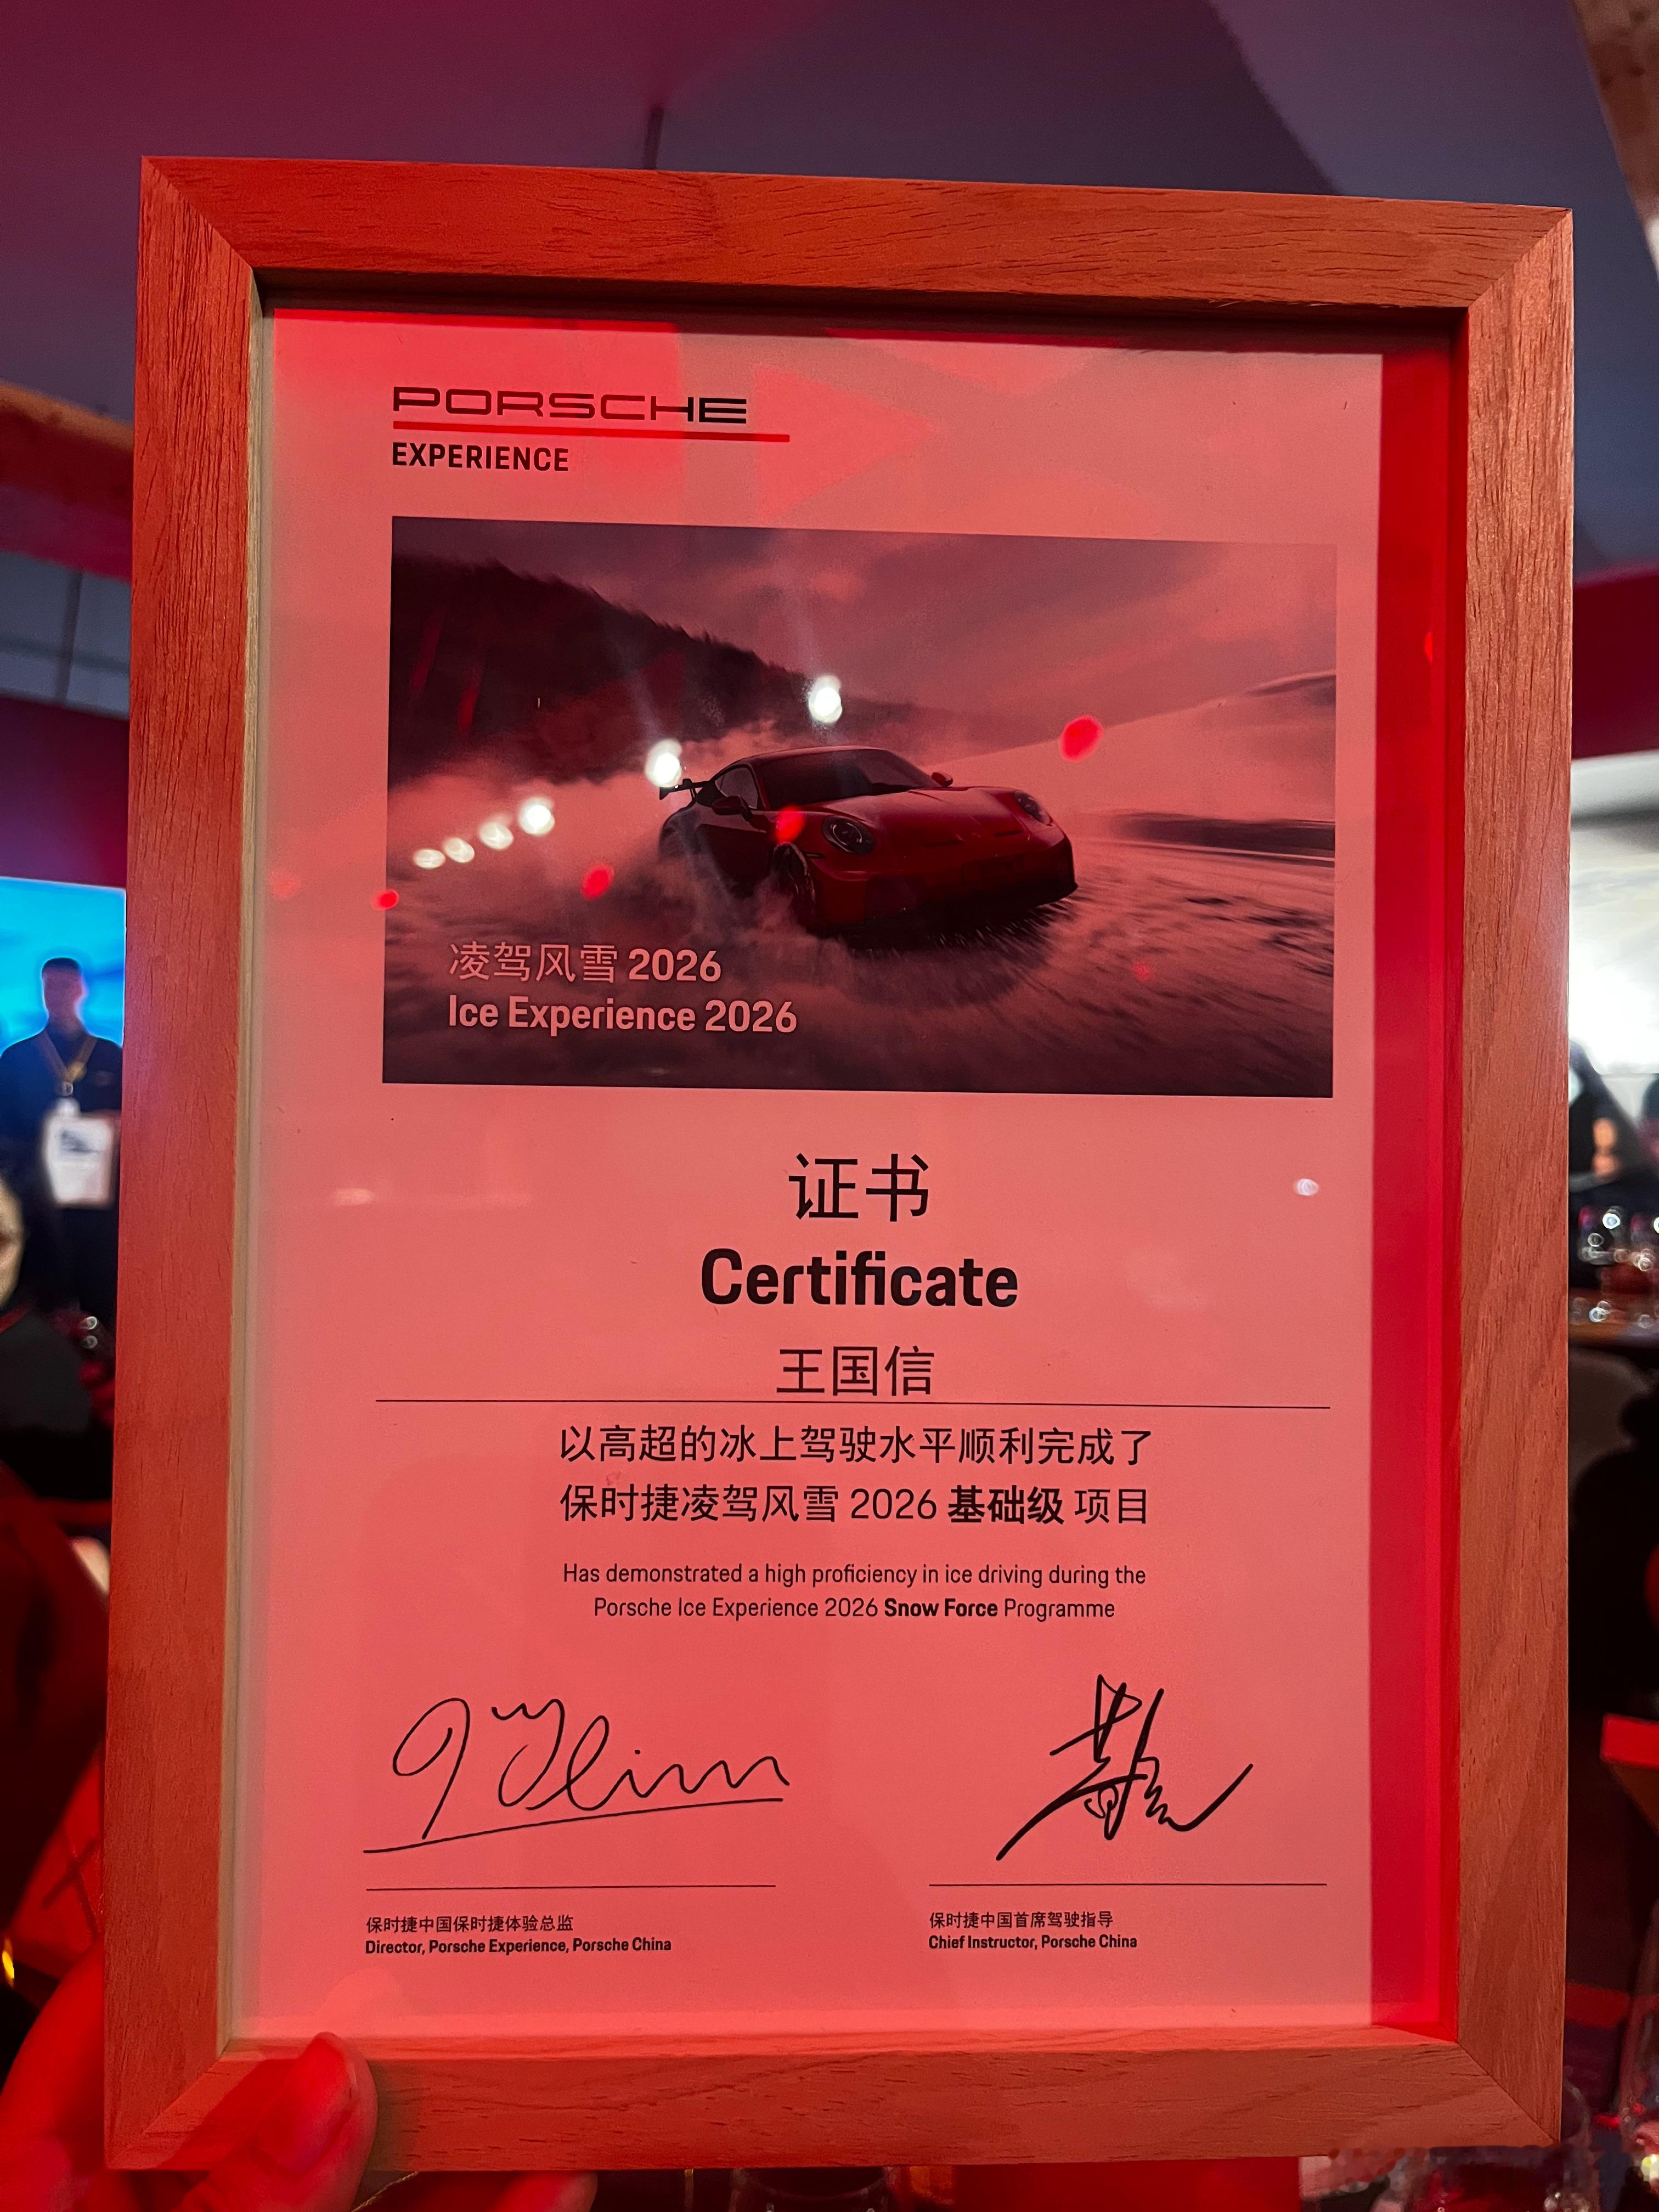 PORSCHE
EXPERIENCE
凌驾风雪 2026
Ice Experience 2026
证书
Certificate
王国信
以高超的冰上驾驶水平顺利完成了
保时捷凌驾风雪 2026 基础级 项目
Has demonstrated a high proficiency in ice driving during the
Porsche Ice Experience 2026 Snow Force Programme
保时捷中国保时捷体验总监
Director, Porsche Experience, Porsche China
保时捷中国首席驾驶指导
Chief Instructor, Porsche China